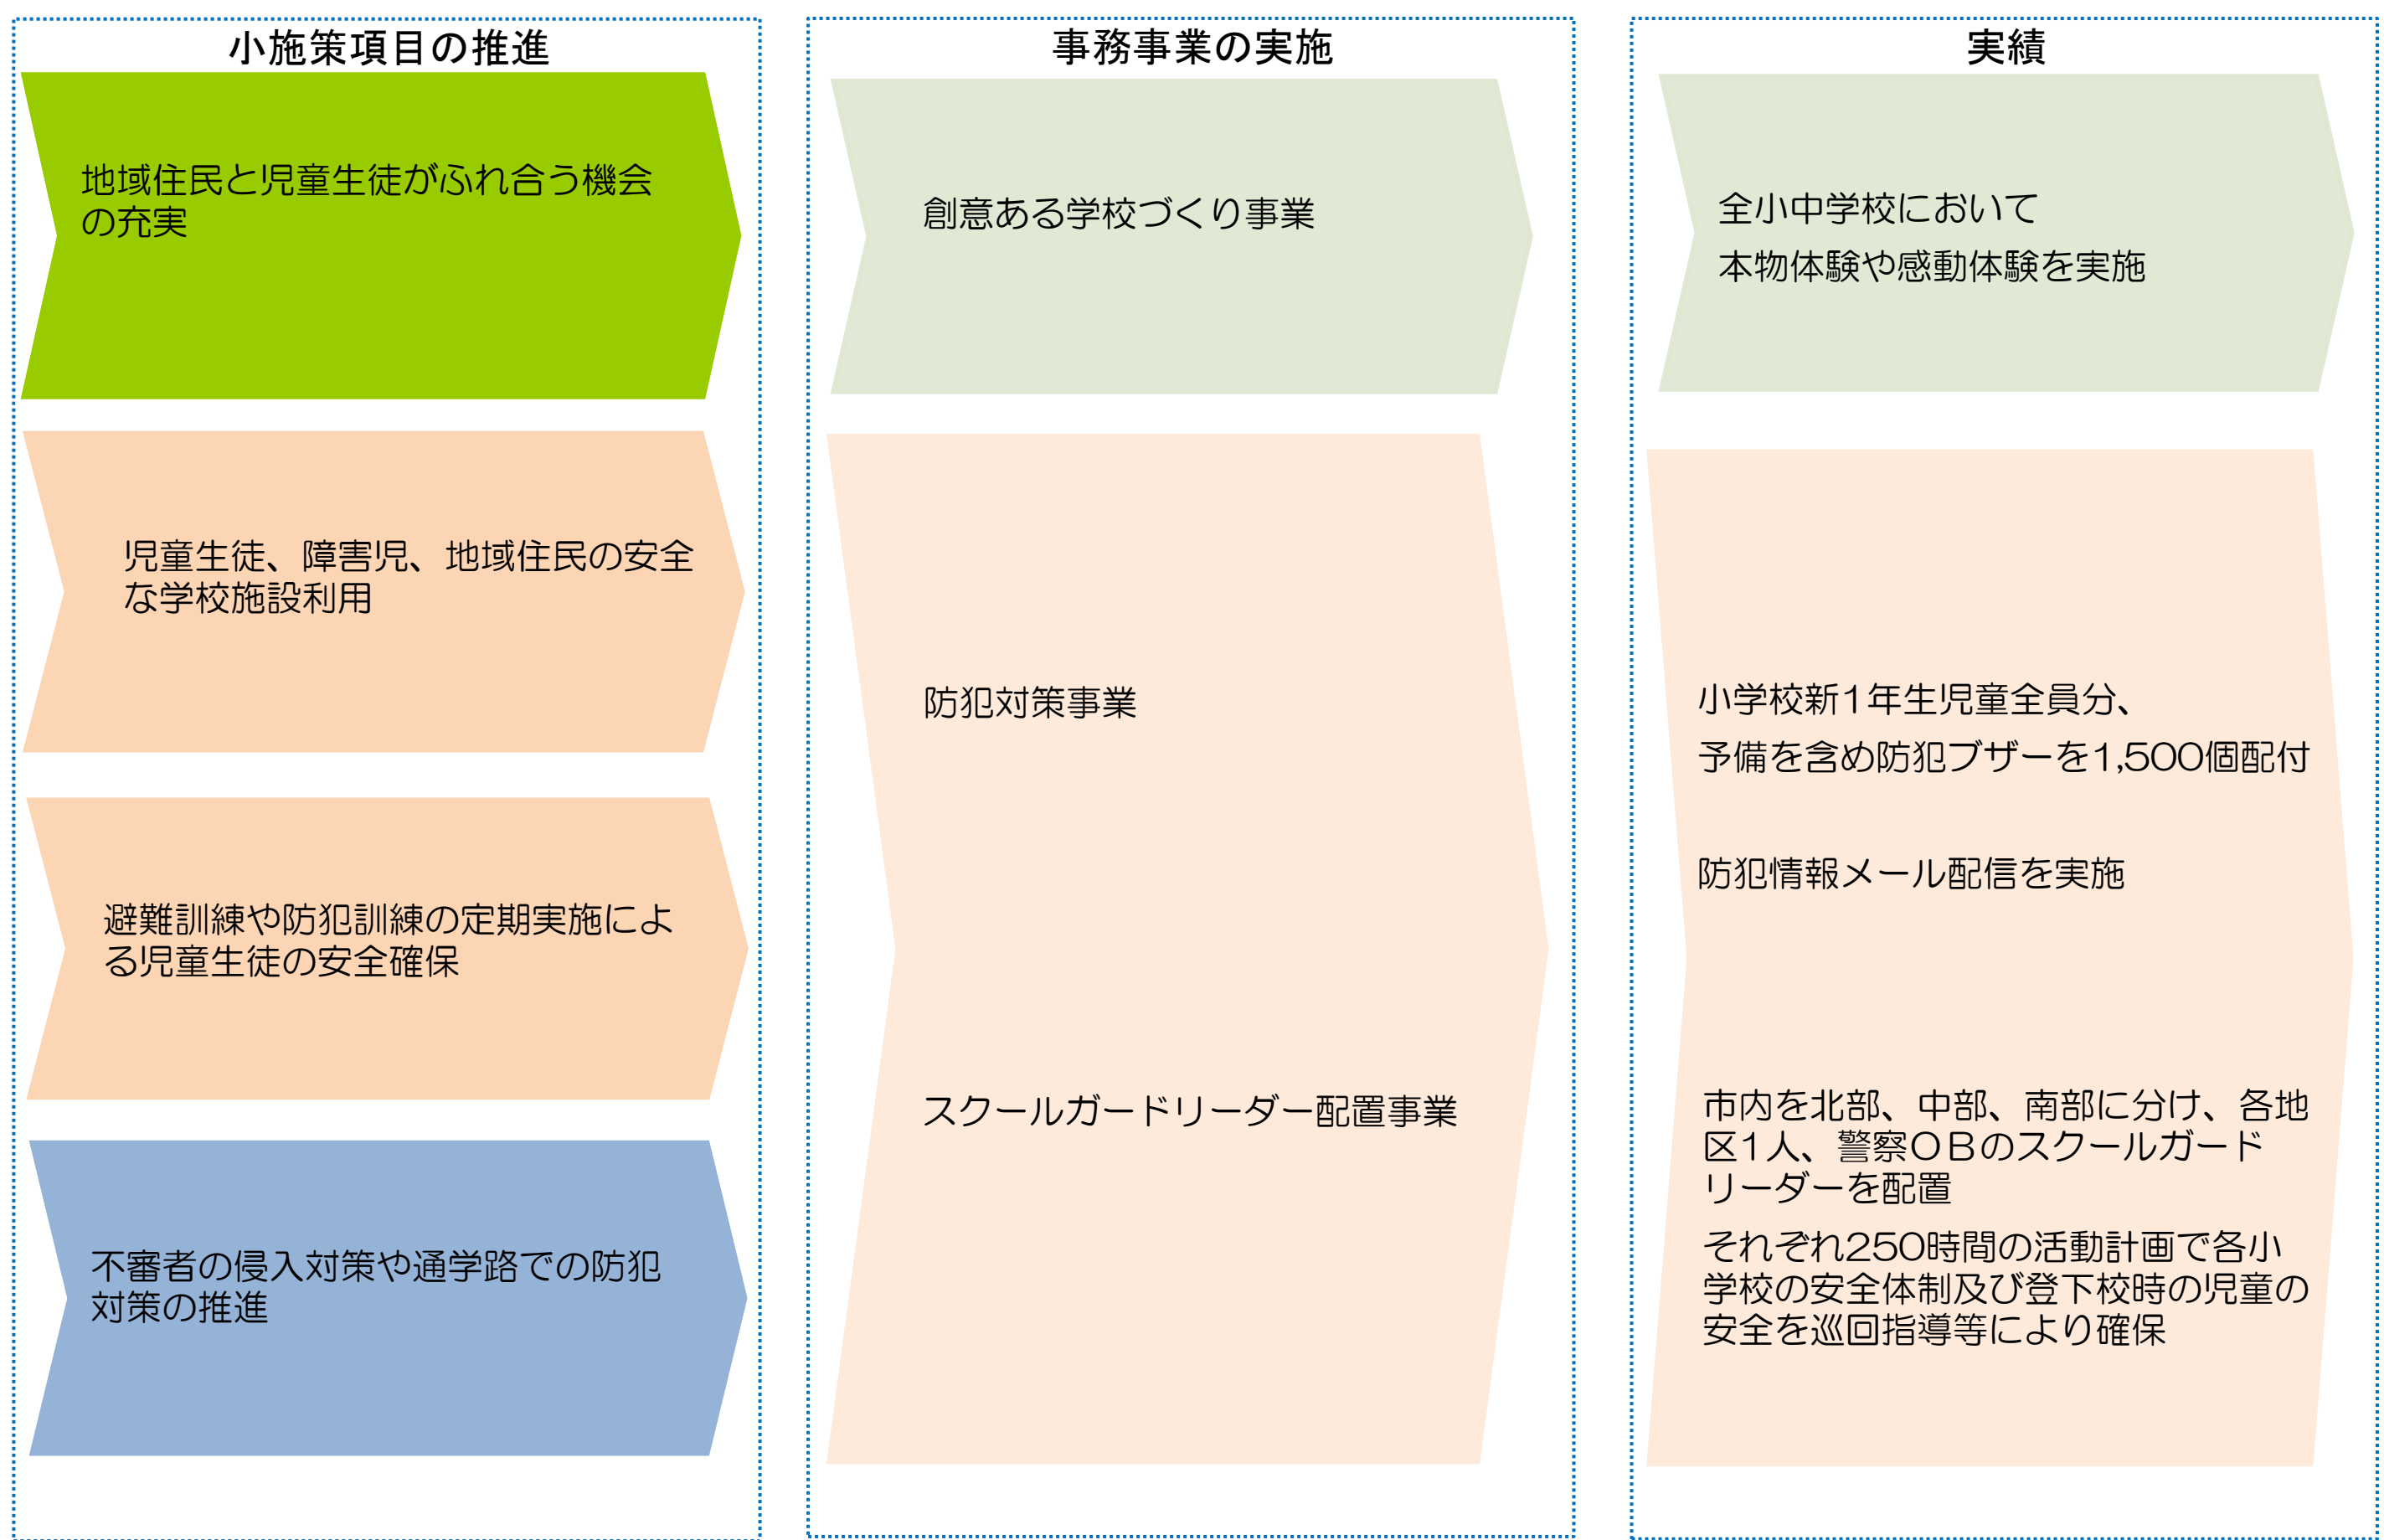 小施策項目の推進
地域住民と児童生徒がふれ合う機会
の充実
児童生徒、障害児、地域住民の安全
な学校施設利用
避難訓練や防犯訓練の定期実施によ
る児童生徒の安全確保
不審者の侵入対策や通学路での防犯
対策の推進
事務事業の実施
創意ある学校づくり事業
防犯対策事業
スクールガードリーダー配置事業
実績
全小中学校において
本物体験や感動体験を実施
小学校新1年生児童全員分、
予備を含め防犯ブザーを1,500個配付
防犯情報メール配信を実施
市内を北部、中部、南部に分け、各地
区1人、警察ＯＢのスクールガード
リーダーを配置
それぞれ250時間の活動計画で各小
学校の安全体制及び登下校時の児童の
安全を巡回指導等により確保